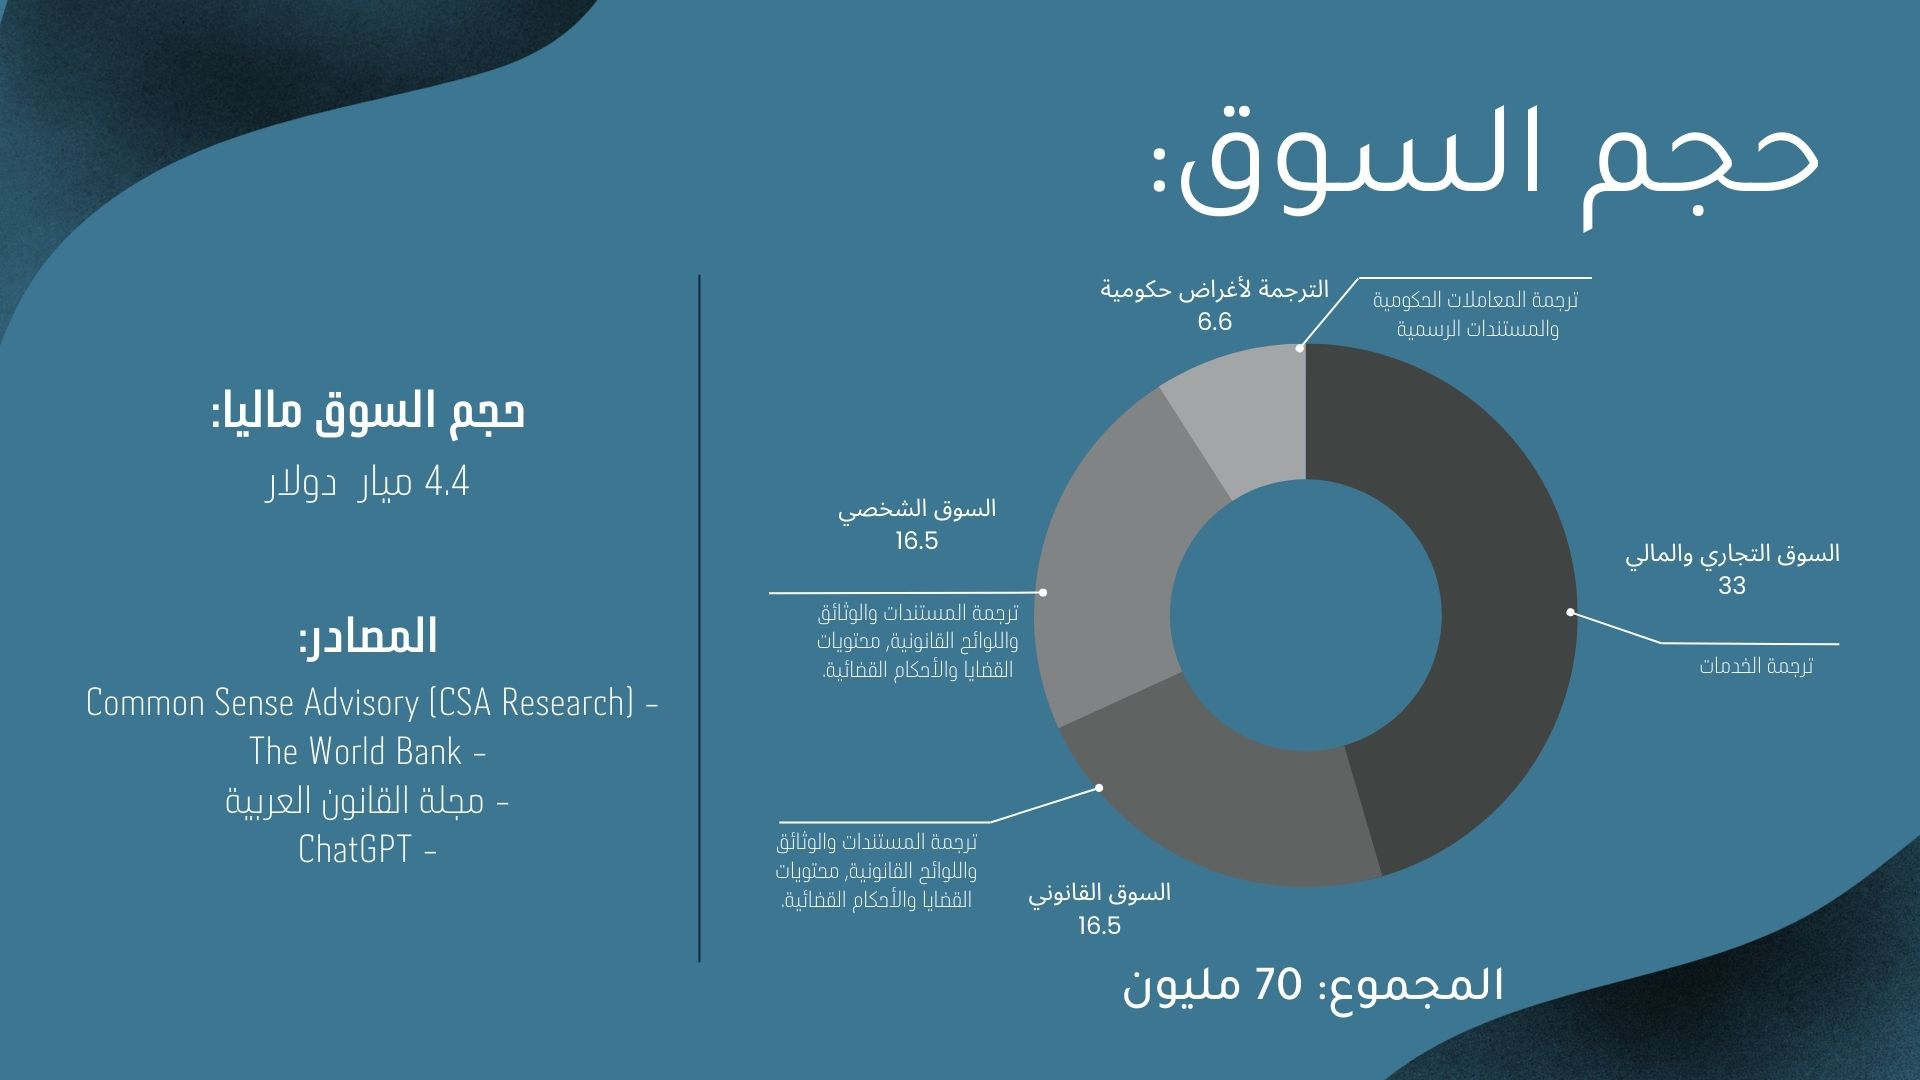 حجم السوق:
الترجمة لأغراض حكومية
6.6
ترجمة المعاملات الحكومية
والمستندات الرسمية
السوق التجاري والمالي
33
ترجمة الخدمات
السوق الشخصي
16.5
ترجمة المستندات والوثائق
واللوائح القانونية, محتويات
القضايا والأحكام القضائية.
ترجمة المستندات والوثائق
واللوائح القانونية, محتويات
القضايا والأحكام القضائية.
السوق القانوني
16.5
المجموع: 70 مليون
حجم السوق ماليا:
4.4 ميار دولار
المصادر:
- Common Sense Advisory (CSA Research)
- The World Bank
- مجلة القانون العربية
- ChatGPT